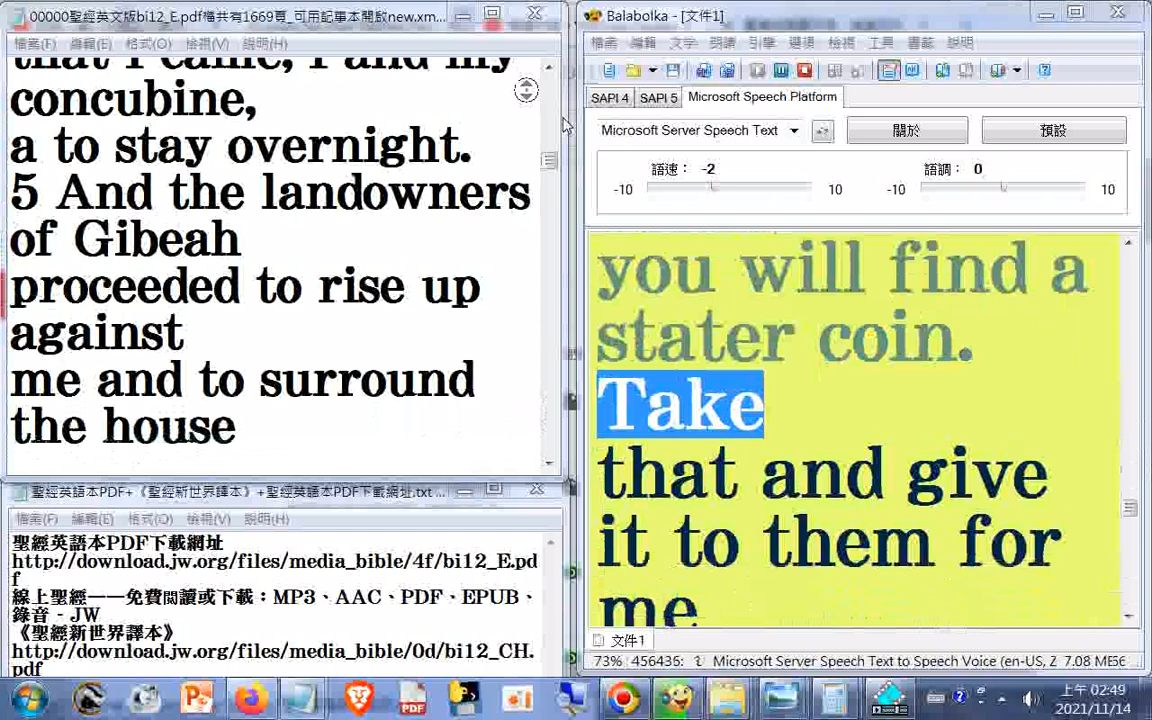 00000聖經英文版bi12_E.pdf檔共有1669頁_可用記事本開啟new.xm...
檔案(F) 編輯(E) 格式(O) 檢視(V) 說明(H)
that I came, I and my
concubine,
a to stay overnight.
5 And the landowners
of Gibeah
proceeded to rise up
against
me and to surround
the house
聖經英語本PDF+《聖經新世界譯本》+聖經英語本PDF下載網址.txt ...
檔案(F) 編輯(E) 格式(O) 檢視(V) 說明(H)
聖經英語本PDF下載網址
http://download.jw.org/files/media_bible/4f/bi12_E.pd
f
線上聖經——免費閱讀或下載：MP3、AAC、PDF、EPUB、
錄音 - JW
《聖經新世界譯本》
http://download.jw.org/files/media_bible/0d/bi12_CH.
pdf
Balabolka - [文件1]
檔案 編輯 文字 朗讀 引擎 選項 檢視 工具 書籤 說明
SAPI 4 SAPI 5 Microsoft Speech Platform
Microsoft Server Speech Text 關於 預設
語速： -2 語調： 0
-10 10 -10 10
you will find a
stater coin.
Take
that and give
it to them for
me
文件1
73% 456435: Microsoft Server Speech Text to Speech Voice (en-US, Z 7.08 ME56
PDF
上午 02:49
2021/11/14